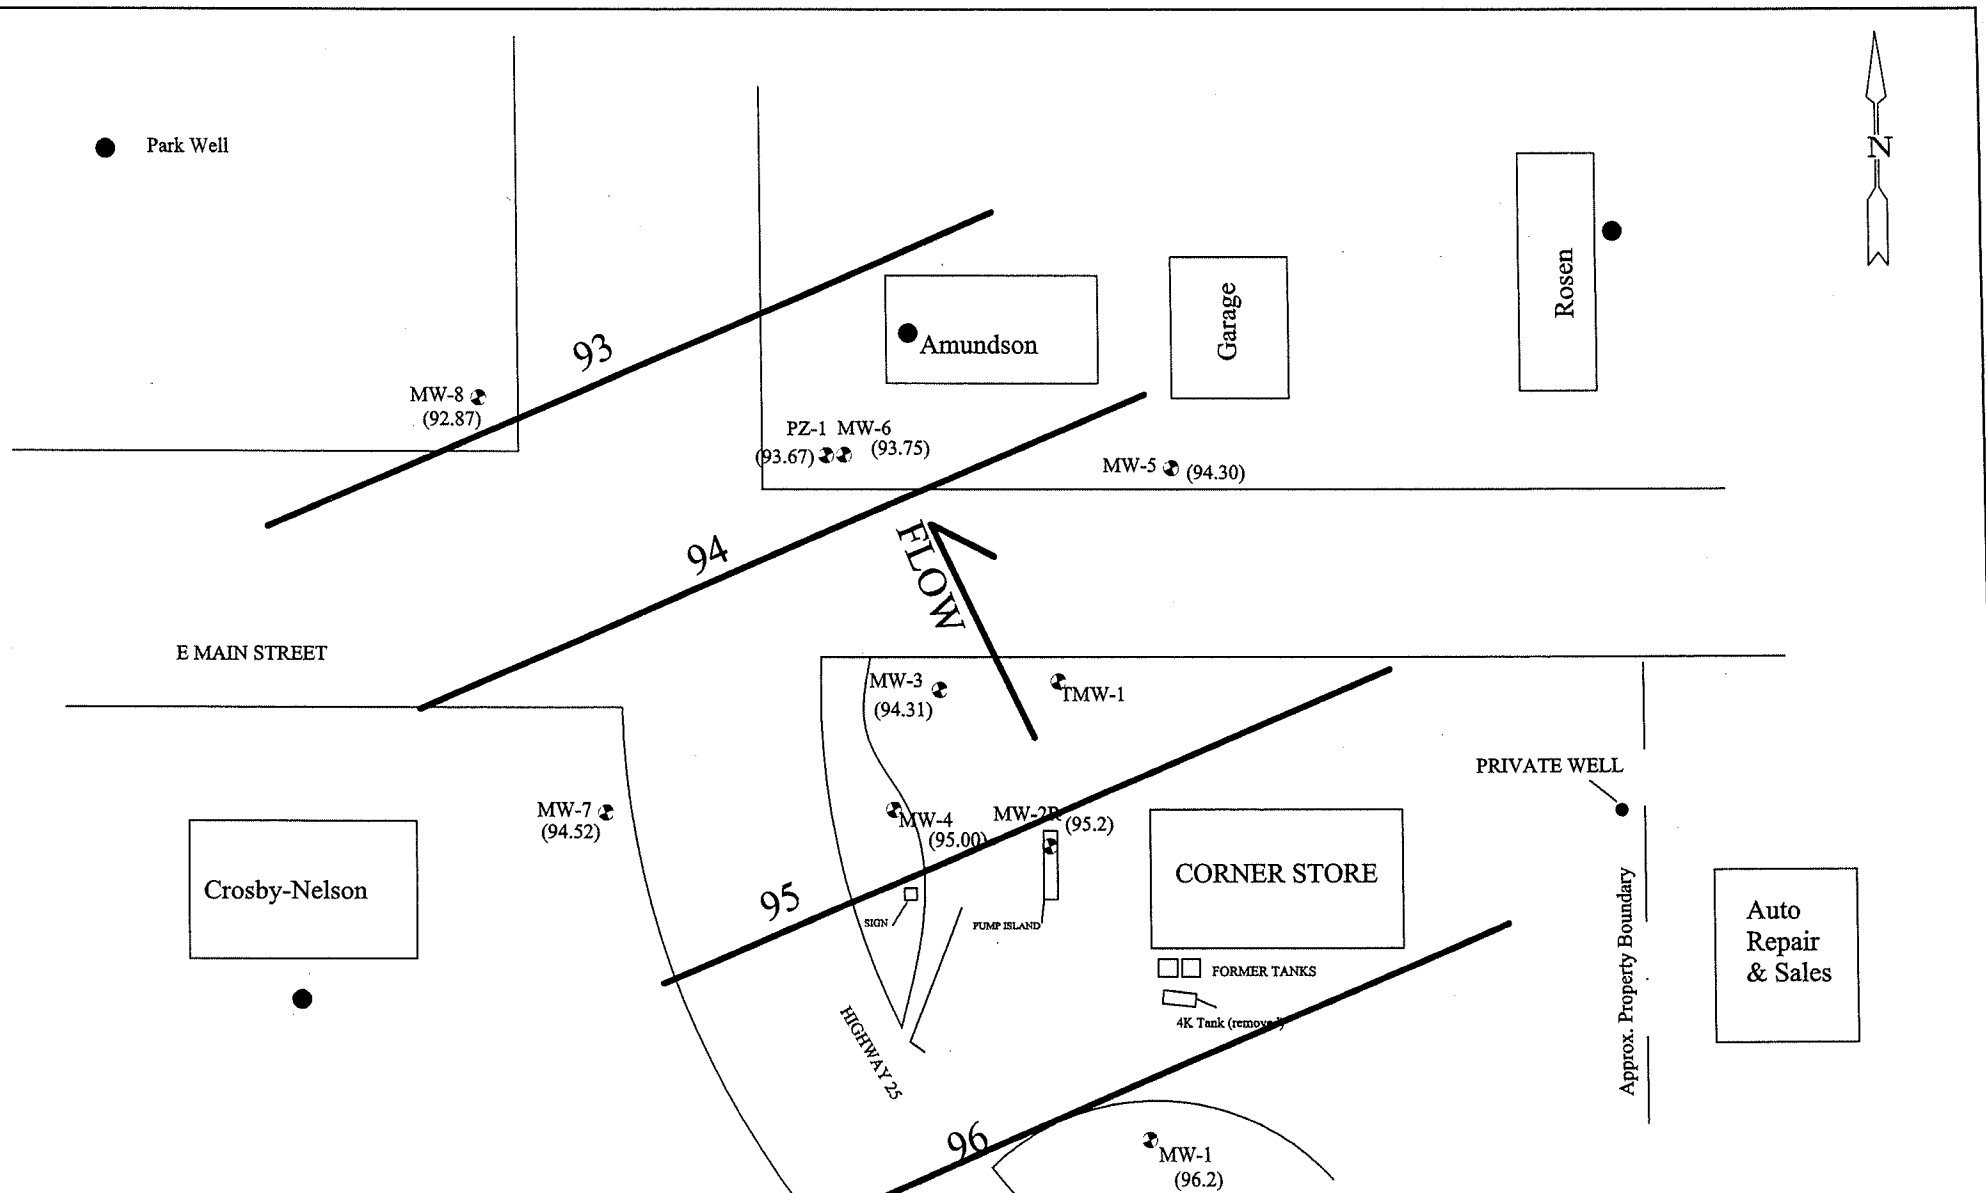 Park Well
N
Rosen
Garage
Amundson
93
MW-8
(92.87)
PZ-1 MW-6
(93.67) (93.75)
MW-5 (94.30)
94
FLOW
E MAIN STREET
MW-3
(94.31)
TMW-1
PRIVATE WELL
MW-7
(94.52)
MW-4
(95.00)
MW-2R
(95.2)
CORNER STORE
Crosby-Nelson
95
SIGN
PUMP ISLAND
Auto
Repair
& Sales
Approx. Property Boundary
FORMER TANKS
4K Tank (removed)
HIGHWAY 25
96
MW-1
(96.2)